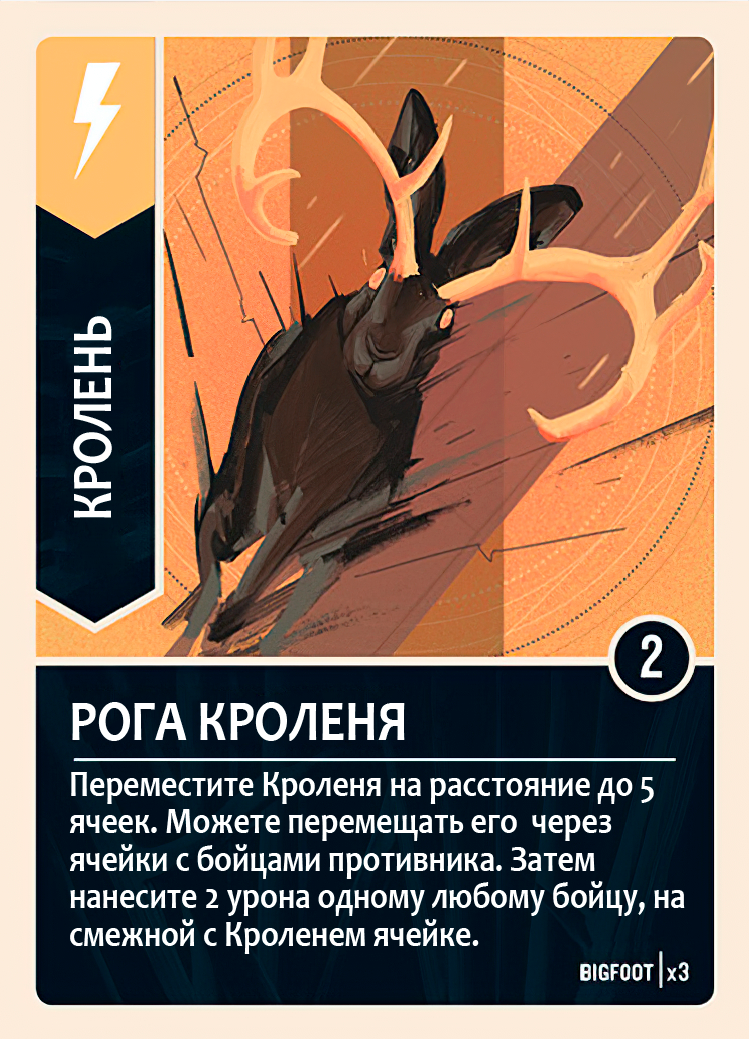 КРОЛЕНЬ
2
РОГА КРОЛЕНЯ
Переместите Кроленя на расстояние до 5
ячеек. Можете перемещать его через
ячейки с бойцами противника. Затем
нанесите 2 урона одному любому бойцу, на
смежной с Кроленем ячейке.
BIGFOOT|x3